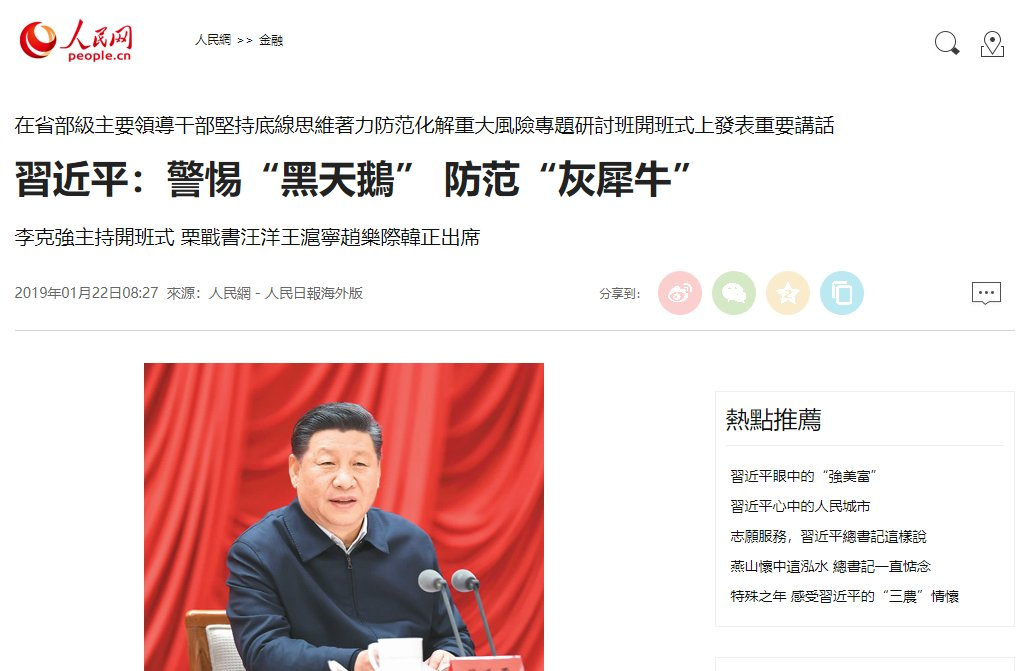 人民网
people.cn
人民網 >> 金融
在省部級主要領導干部堅持底線思維著力防范化解重大風險專題研討班開班式上發表重要講話
習近平：警惕“黑天鵝” 防范“灰犀牛”
李克強主持開班式 栗戰書汪洋王滬寧趙樂際韓正出席
2019年01月22日08:27 來源：人民網－人民日報海外版
分享到：
熱點推薦
習近平眼中的“強美富”
習近平心中的人民城市
志願服務，習近平總書記這樣說
燕山懷中這泓水 總書記一直惦念
特殊之年 感受習近平的“三農”情懷